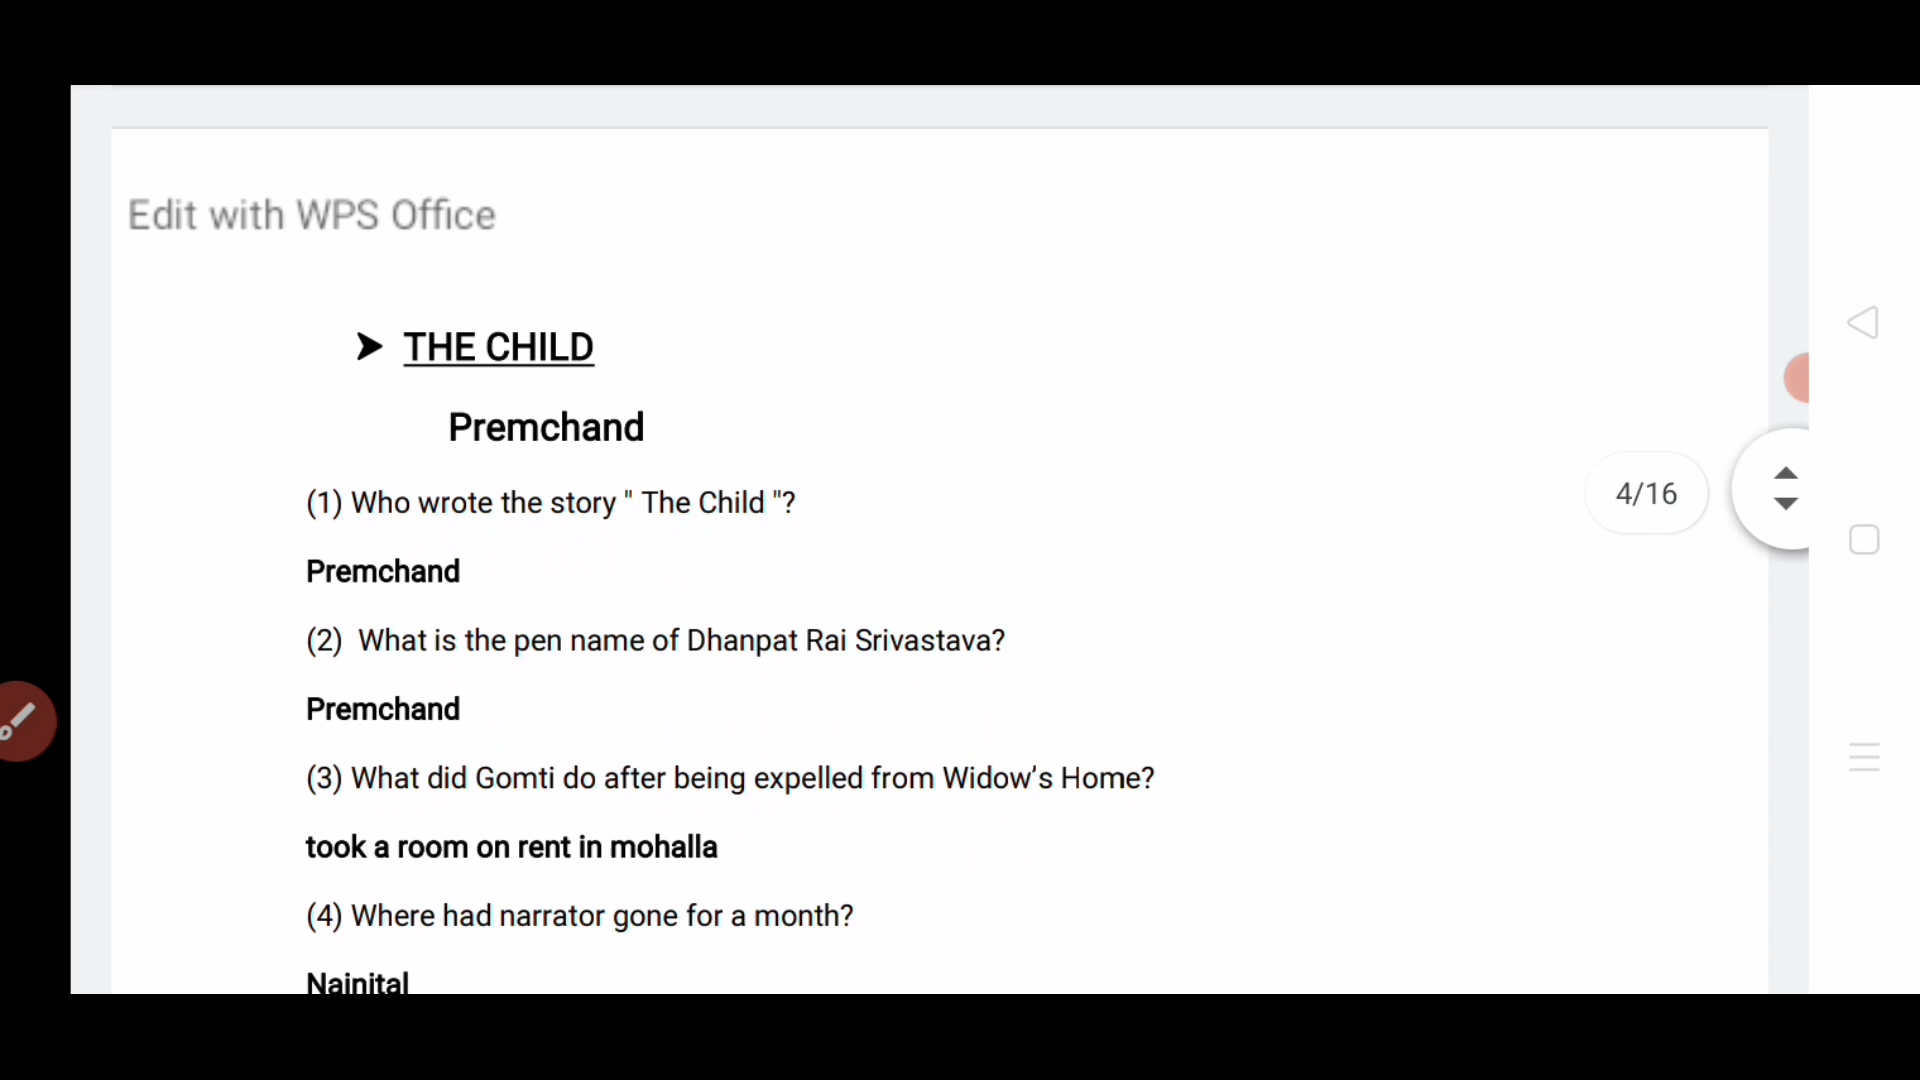 Edit with WPS Office
➤ THE CHILD
Premchand
(1) Who wrote the story " The Child "?
Premchand
(2) What is the pen name of Dhanpat Rai Srivastava?
Premchand
(3) What did Gomti do after being expelled from Widow's Home?
took a room on rent in mohalla
(4) Where had narrator gone for a month?
Nainital
4/16